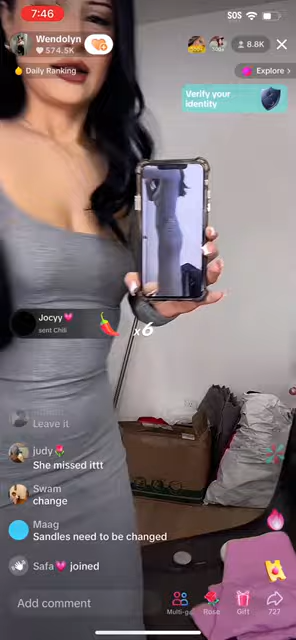 7:46
SOS
Wendolyn
574.5K
8.8K
Daily Ranking
Explore >
Verify your
identity
Jocyy
sent Chili
x6
Leave it
judy
She missed ittt
Swam
change
Maag
Sandles need to be changed
Safa joined
Add comment
Multi-g..
Rose
Gift
727